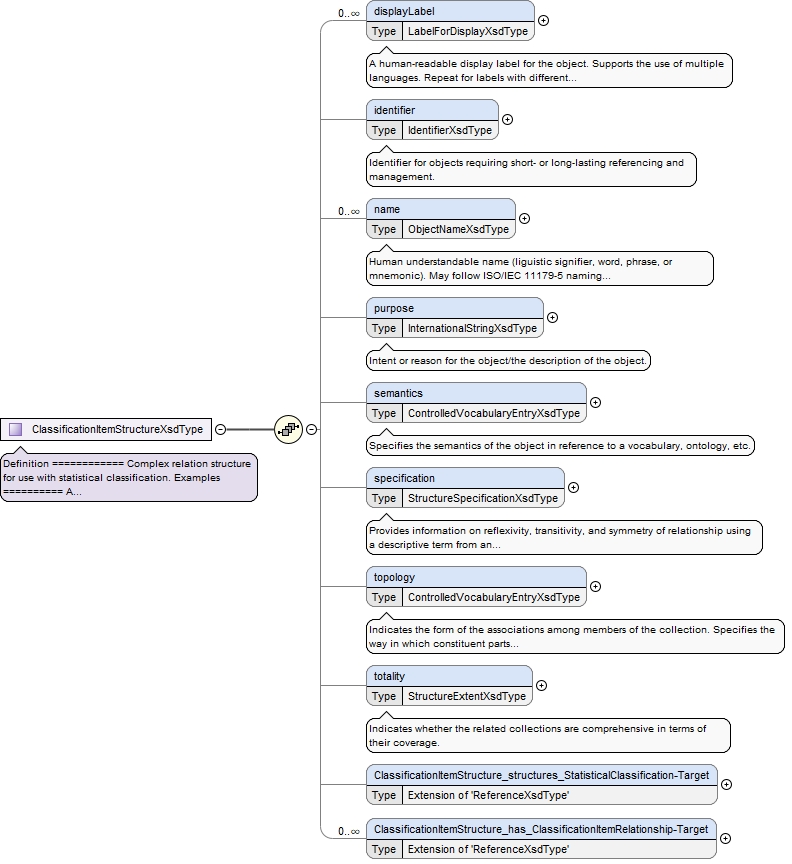 0..∞
displayLabel
Type LabelForDisplayXsdType
A human-readable display label for the object. Supports the use of multiple
languages. Repeat for labels with different...
identifier
Type IdentifierXsdType
Identifier for objects requiring short- or long-lasting referencing and
management.
0..∞
name
Type ObjectNameXsdType
Human understandable name (liguistic signifier, word, phrase, or
mnemonic). May follow ISO/IEC 11179-5 naming...
purpose
Type InternationalStringXsdType
Intent or reason for the object/the description of the object.
semantics
Type ControlledVocabularyEntryXsdType
ClassificationItemStructureXsdType
Specifies the semantics of the object in reference to a vocabulary, ontology, etc.
Definition ============ Complex relation structure
for use with statistical classification. Examples
========== A...
specification
Type StructureSpecificationXsdType
Provides information on reflexivity, transitivity, and symmetry of relationship using
a descriptive term from an...
topology
Type ControlledVocabularyEntryXsdType
Indicates the form of the associations among members of the collection. Specifies the
way in which constituent parts...
totality
Type StructureExtentXsdType
Indicates whether the related collections are comprehensive in terms of
their coverage.
ClassificationItemStructure_structures_StatisticalClassification-Target
Type Extension of 'ReferenceXsdType'
0..∞
ClassificationItemStructure_has_ClassificationItemRelationship-Target
Type Extension of 'ReferenceXsdType'